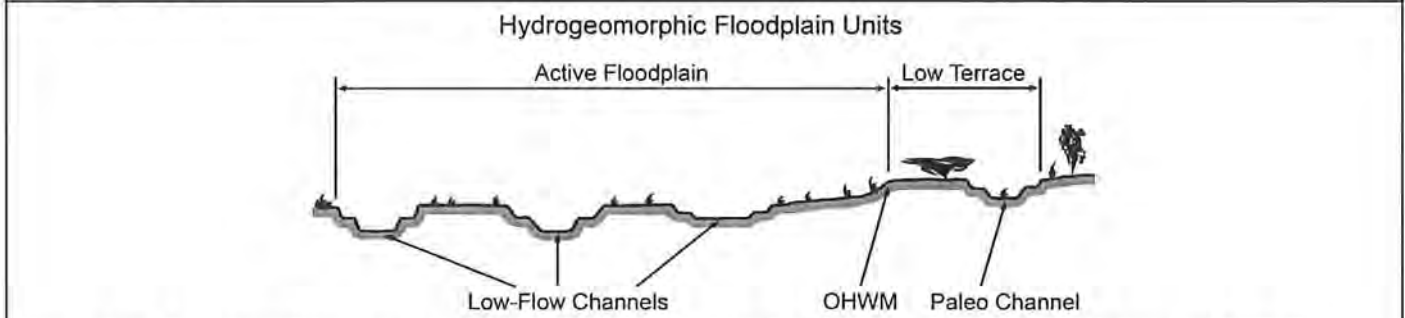 Hydrogeomorphic Floodplain Units
Active Floodplain
Low Terrace
Low-Flow Channels
OHWM
Paleo Channel